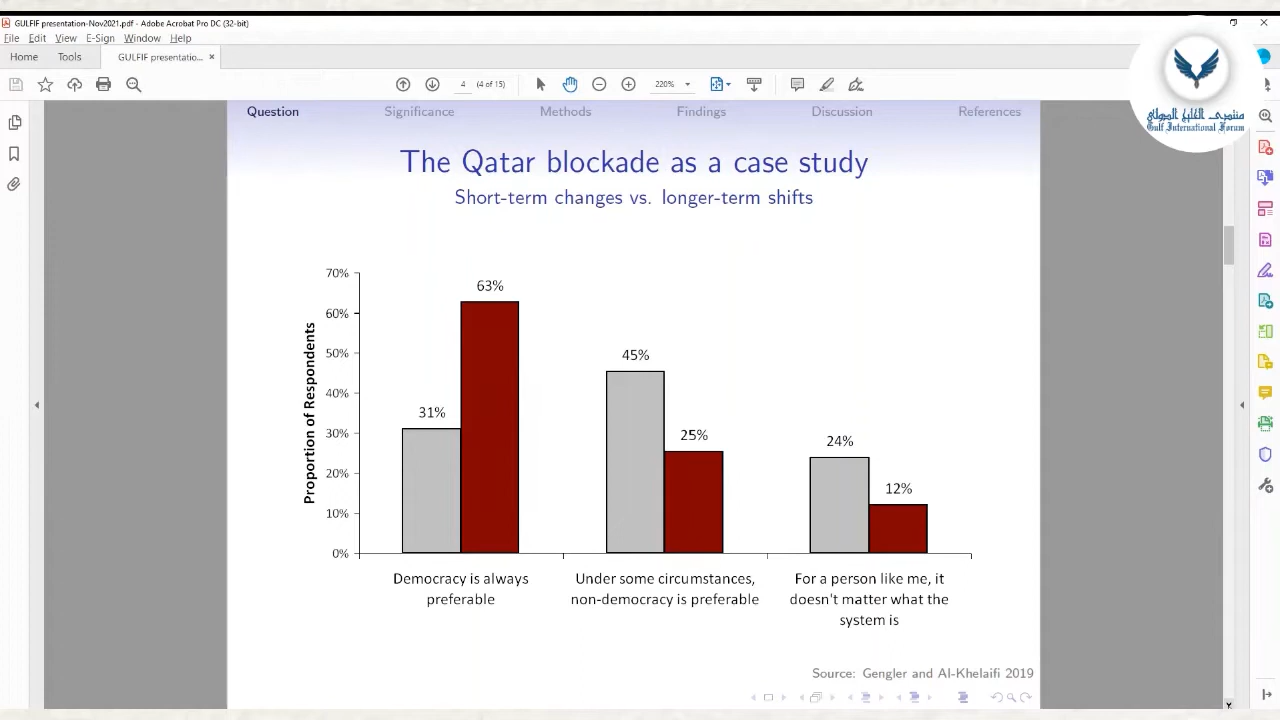 GULFIF presentation-Nov2021.pdf - Adobe Acrobat Pro DC (32-bit)
File Edit View E-Sign Window Help
Home Tools GULFIF presentatio... ×
4 (4 of 15) 220%
منتدى الخليج الدولي
Gulf International Forum
Question Significance Methods Findings Discussion References
The Qatar blockade as a case study
Short-term changes vs. longer-term shifts
Proportion of Respondents
70%
60%
50%
40%
30%
20%
10%
0%
31%
63%
45%
25%
24%
12%
Democracy is always
preferable
Under some circumstances,
non-democracy is preferable
For a person like me, it
doesn't matter what the
system is
Source: Gengler and Al-Khelaifi 2019